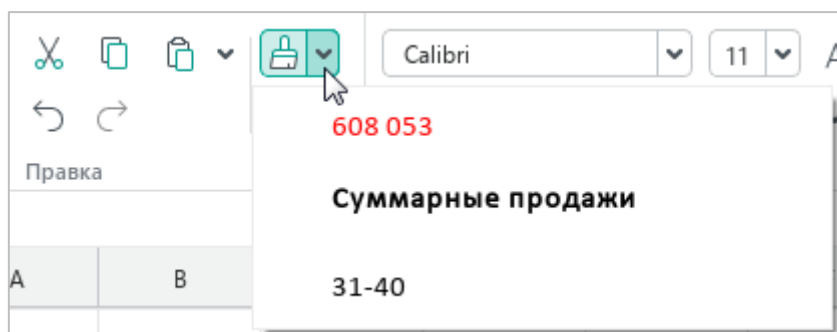 Calibri
11
608 053
Правка
Суммарные продажи
A
B
31-40